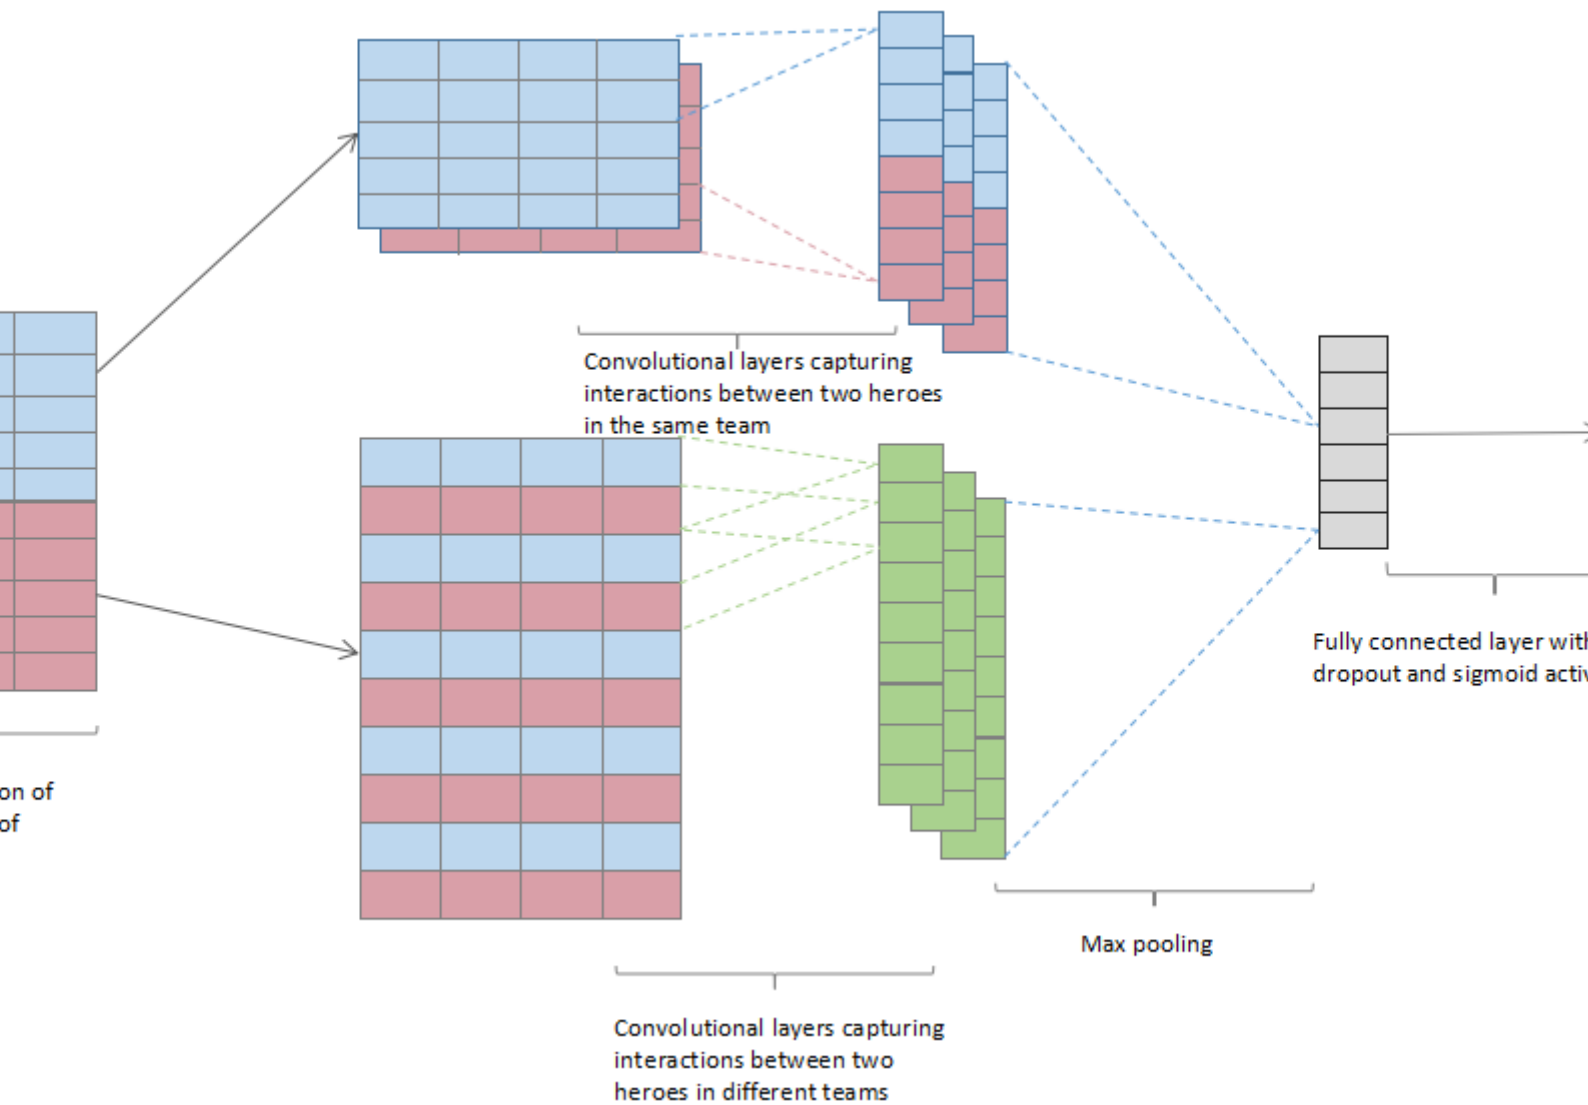 Convolutional layers capturing
interactions between two heroes
in the same team
Fully connected layer with
dropout and sigmoid activ
on of
of
Max pooling
Convolutional layers capturing
interactions between two
heroes in different teams